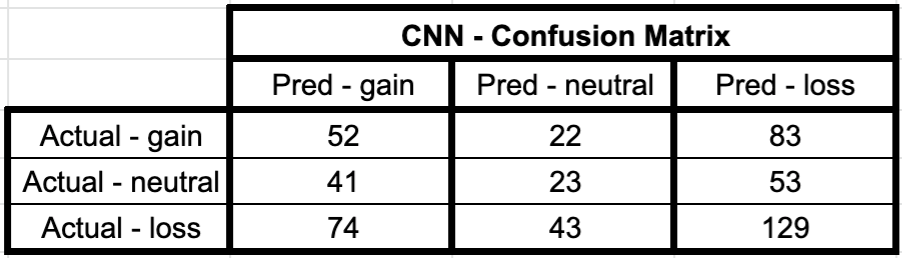 CNN - Confusion Matrix
Pred - gain Pred - neutral Pred - loss
Actual - gain 52 22 83
Actual - neutral 41 23 53
Actual - loss 74 43 129